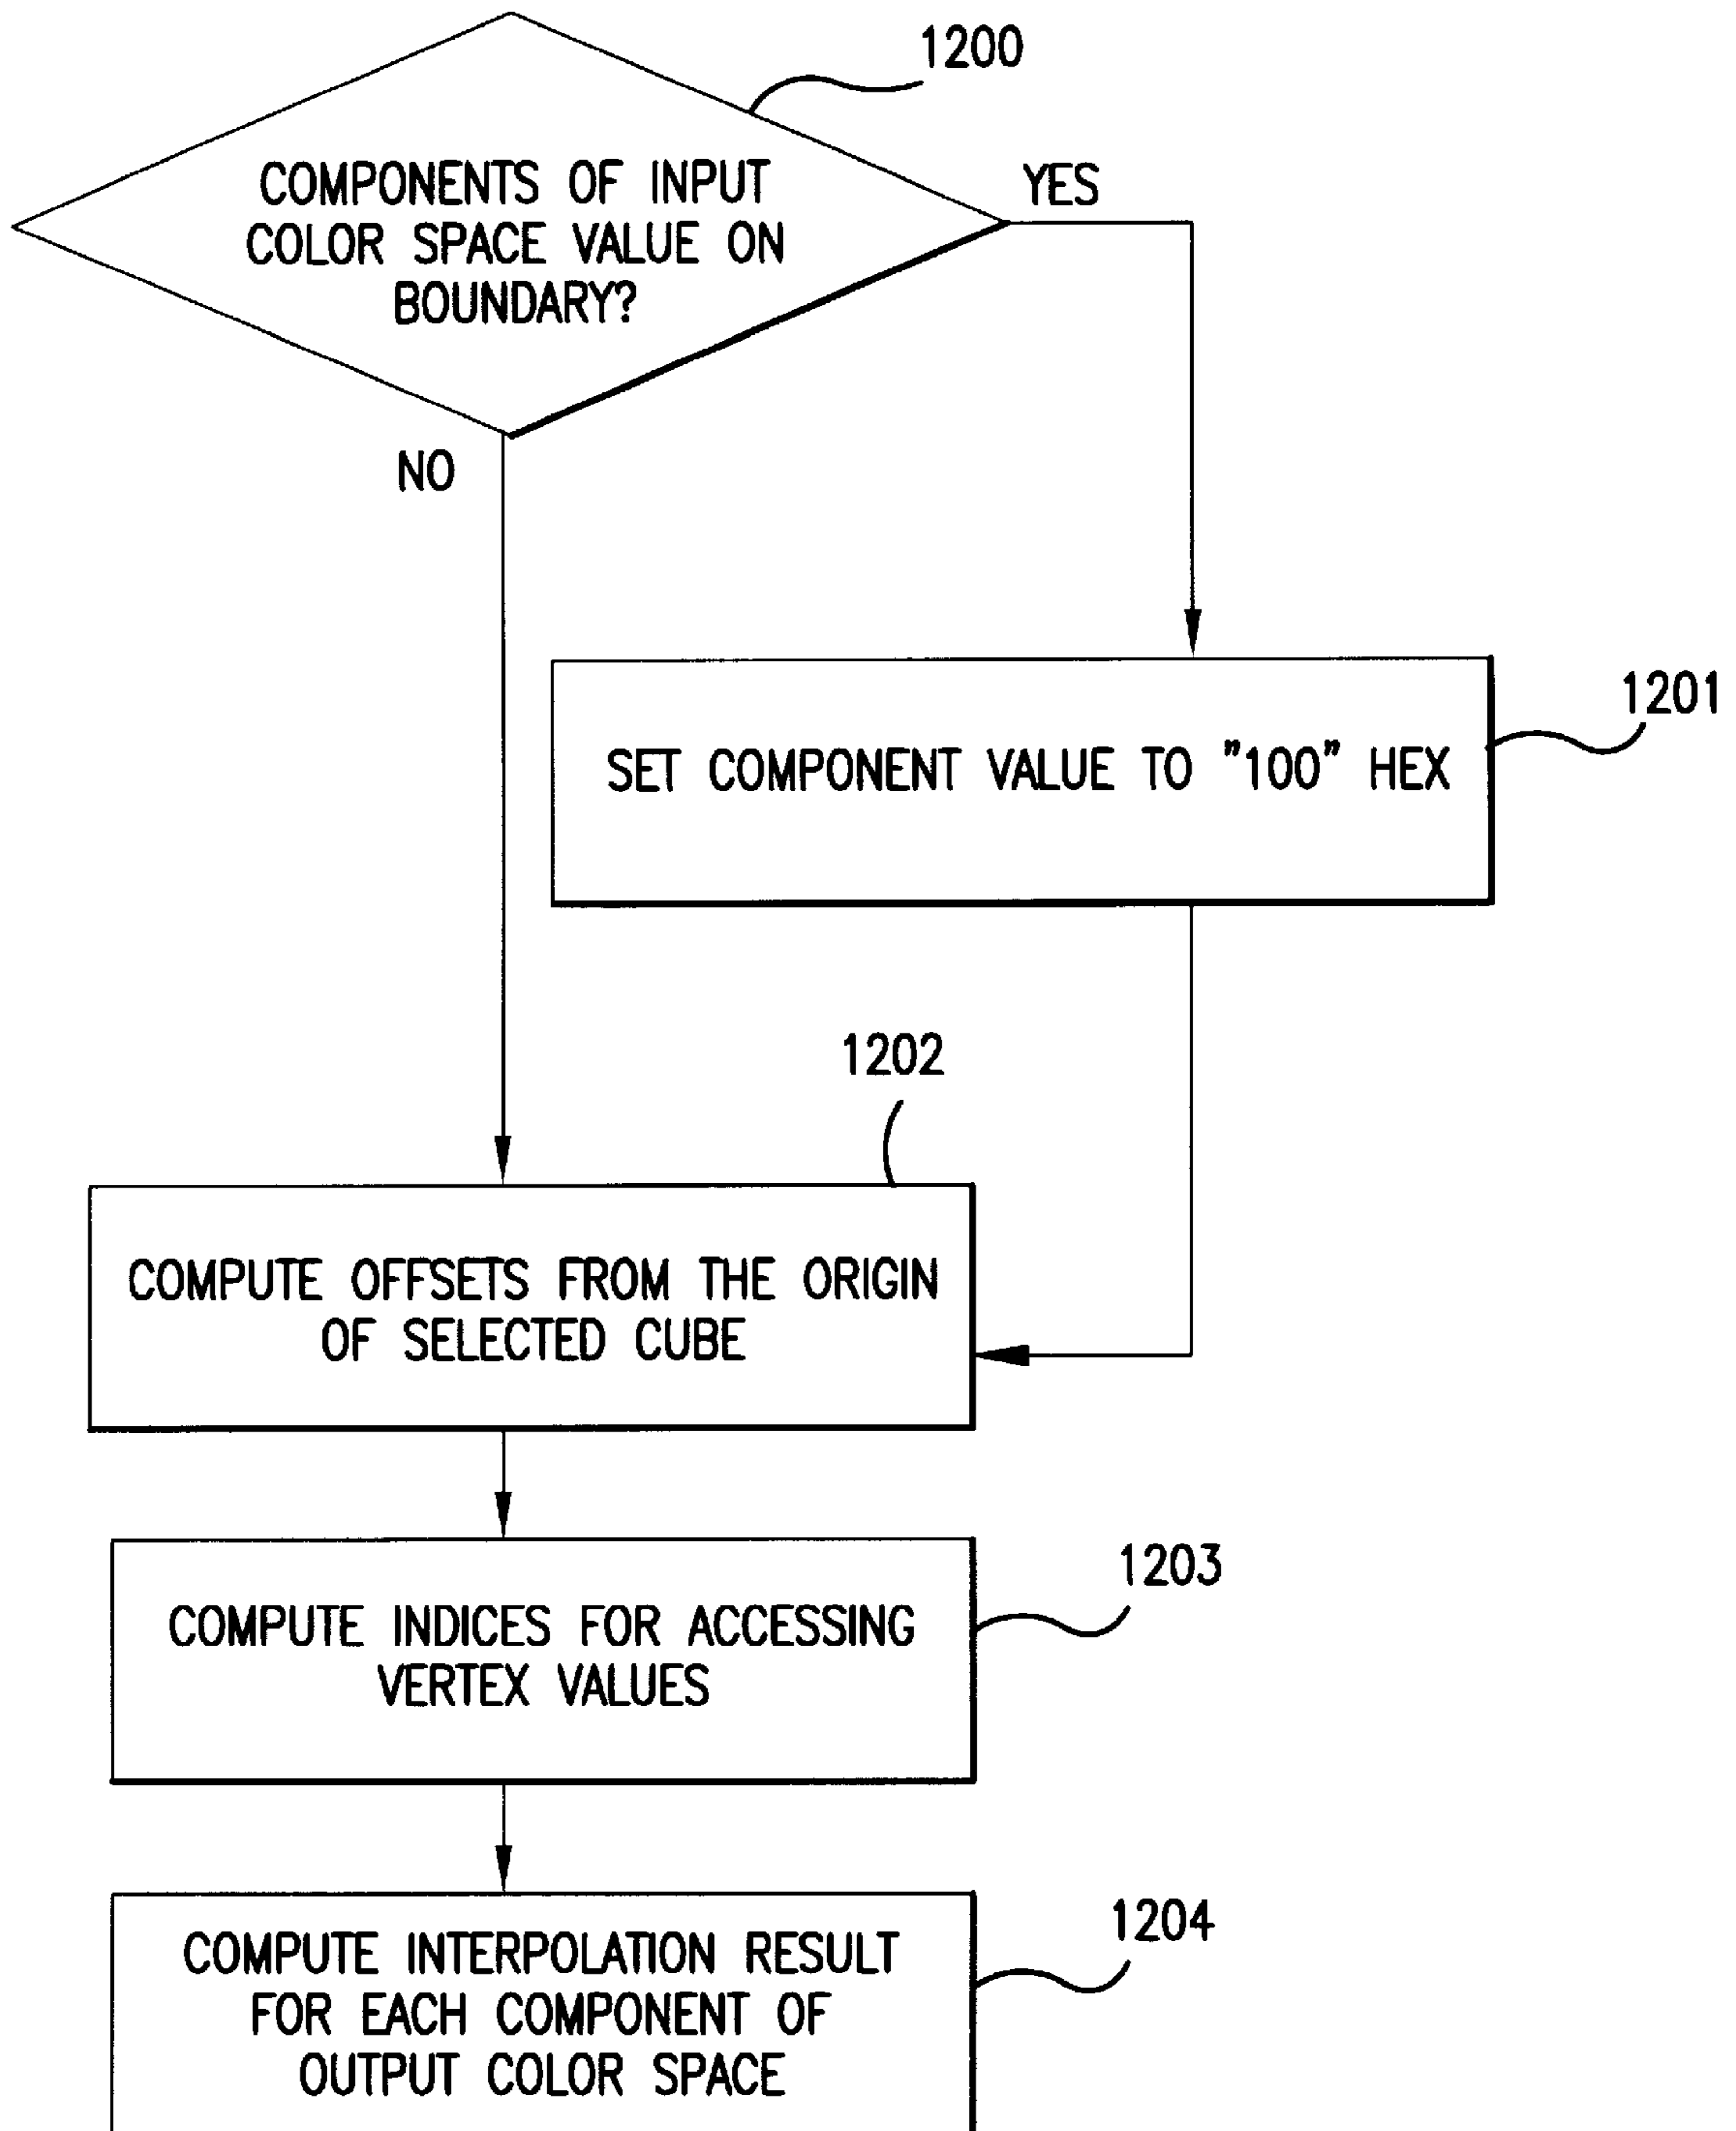 1200
COMPONENTS OF INPUT
COLOR SPACE VALUE ON
BOUNDARY?
YES
NO
1201
SET COMPONENT VALUE TO "100" HEX
1202
COMPUTE OFFSETS FROM THE ORIGIN
OF SELECTED CUBE
1203
COMPUTE INDICES FOR ACCESSING
VERTEX VALUES
1204
COMPUTE INTERPOLATION RESULT
FOR EACH COMPONENT OF
OUTPUT COLOR SPACE